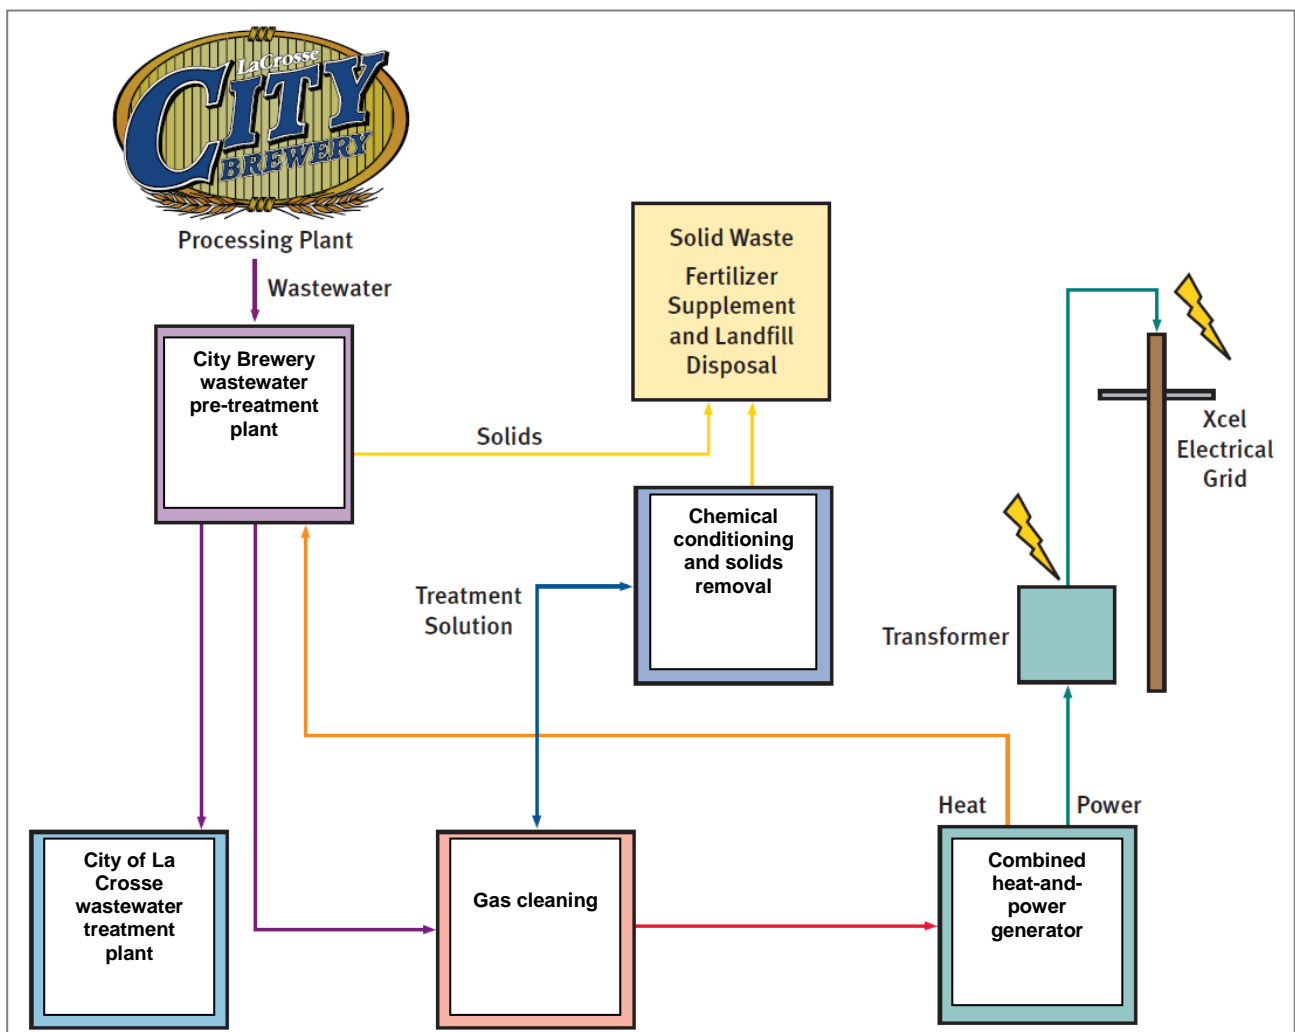 LaCrosse
CITY
BREWERY
Processing Plant
Wastewater
City Brewery
wastewater
pre-treatment
plant
Solids
Solid Waste
Fertilizer
Supplement
and Landfill
Disposal
Chemical
conditioning
and solids
removal
Treatment
Solution
Xcel
Electrical
Grid
Transformer
Heat
Power
City of La
Crosse
wastewater
treatment
plant
Gas cleaning
Combined
heat-and-
power
generator